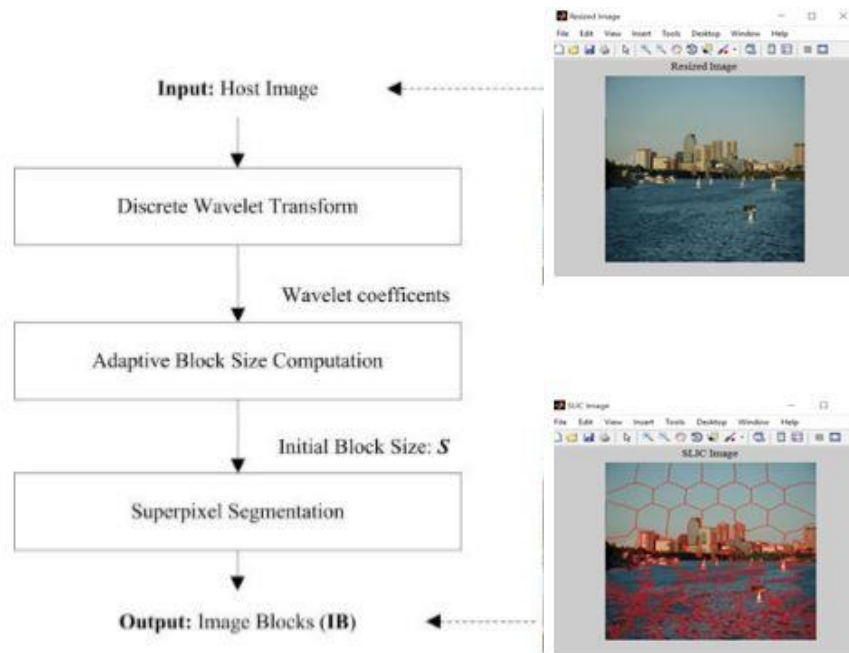 Resized Image
File Edit View Insert Tools Desktop Window Help
Resized Image
Input: Host Image
Discrete Wavelet Transform
Wavelet coefficents
Adaptive Block Size Computation
Initial Block Size: S
Superpixel Segmentation
Output: Image Blocks (IB)
SLIC Image
File Edit View Insert Tools Desktop Window Help
SLIC Image